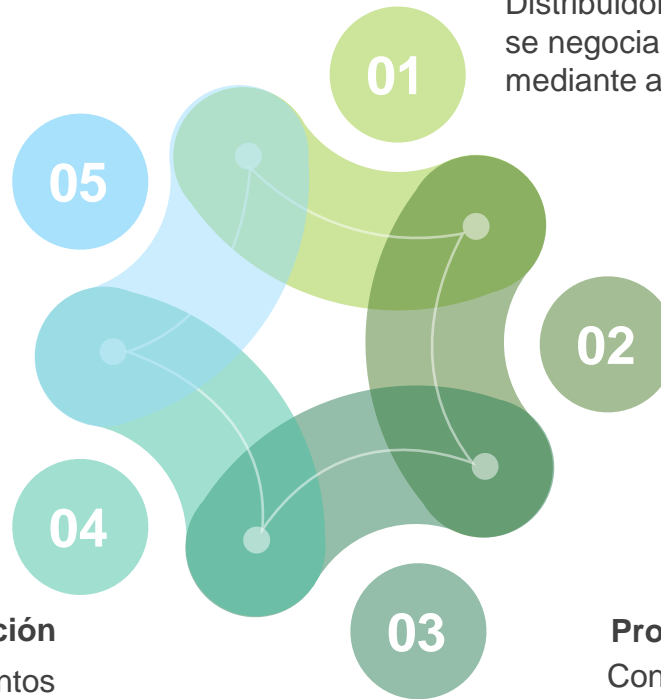 Distribuidor
se negocia
mediante a
01
05
02
04
03
ción
ntos
Pro
Con